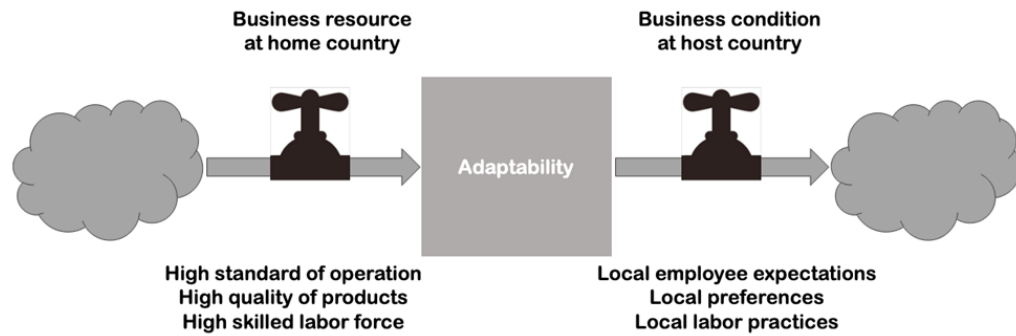 Business resource
at home country
Business condition
at host country
Adaptability
High standard of operation
High quality of products
High skilled labor force
Local employee expectations
Local preferences
Local labor practices